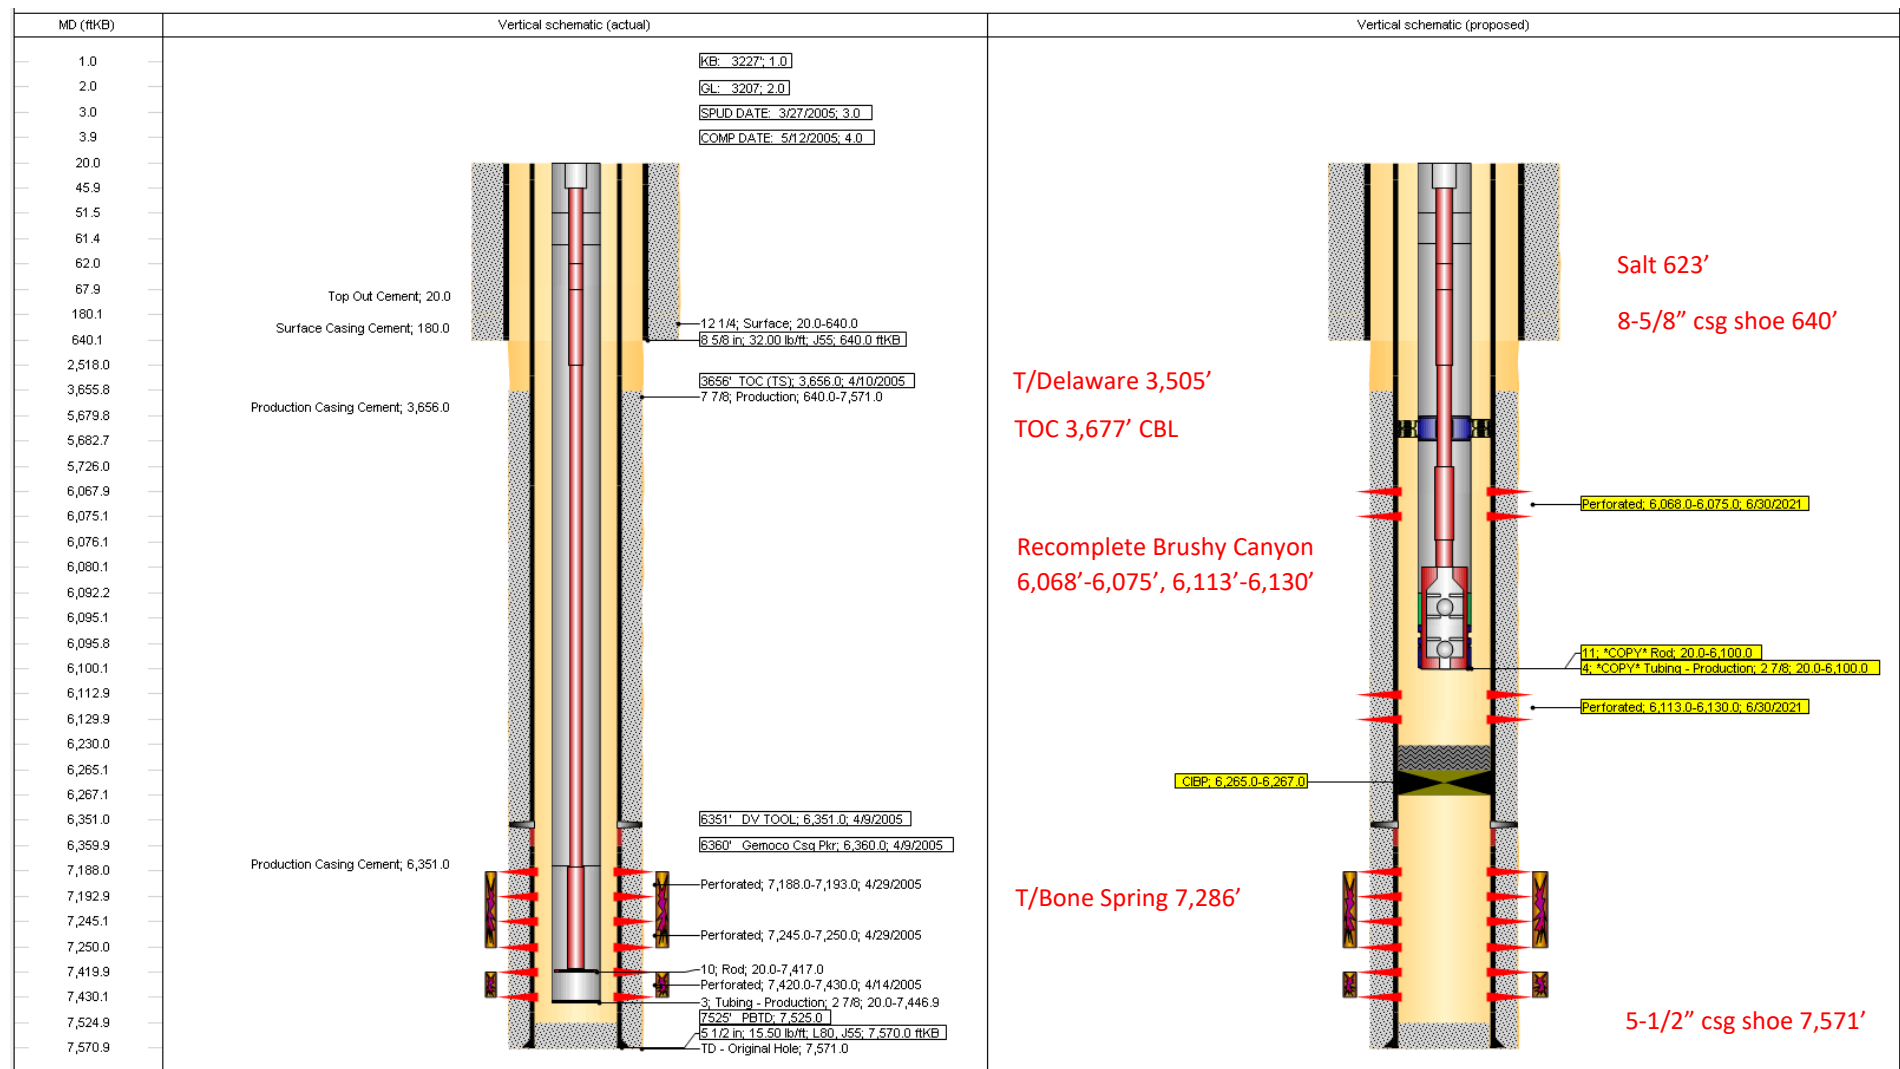 MD (ftKB)
Vertical schematic (actual)
Vertical schematic (proposed)
1.0
2.0
3.0
3.9
20.0
45.9
51.5
61.4
62.0
67.9
180.1
640.1
2,518.0
3,655.8
5,679.8
5,682.7
5,726.0
6,067.9
6,075.1
6,076.1
6,080.1
6,092.2
6,095.1
6,095.8
6,100.1
6,112.9
6,129.9
6,230.0
6,265.1
6,267.1
6,351.0
6,359.9
7,188.0
7,192.9
7,245.1
7,250.0
7,419.9
7,430.1
7,524.9
7,570.9
KB: 3227'; 1.0
GL: 3207; 2.0
SPUD DATE: 3/27/2005; 3.0
COMP DATE: 5/12/2005; 4.0
Top Out Cement; 20.0
Surface Casing Cement; 180.0
12 1/4; Surface; 20.0-640.0
8 5/8 in; 32.00 lb/ft; J55; 640.0 ftKB
3656' TOC (TS); 3,656.0; 4/10/2005
7 7/8; Production; 640.0-7,571.0
Production Casing Cement; 3,656.0
6351' DV TOOL; 6,351.0; 4/9/2005
6360' Gemoco Csg Pkr; 6,360.0; 4/9/2005
Production Casing Cement; 6,351.0
Perforated; 7,188.0-7,193.0; 4/29/2005
Perforated; 7,245.0-7,250.0; 4/29/2005
10; Rod; 20.0-7,417.0
Perforated; 7,420.0-7,430.0; 4/14/2005
3; Tubing - Production; 2 7/8; 20.0-7,446.9
7525' PBTD; 7,525.0
5 1/2 in; 15.50 lb/ft; L80, J55; 7,570.0 ftKB
TD - Original Hole; 7,571.0
Salt 623’
8-5/8” csg shoe 640’
T/Delaware 3,505’
TOC 3,677’ CBL
Perforated; 6,068.0-6,075.0; 6/30/2021
Recomplete Brushy Canyon
6,068’-6,075’, 6,113’-6,130’
11; *COPY* Rod; 20.0-6,100.0
4; *COPY* Tubing - Production; 2 7/8; 20.0-6,100.0
Perforated; 6,113.0-6,130.0; 6/30/2021
CIBP; 6,265.0-6,267.0
T/Bone Spring 7,286’
5-1/2” csg shoe 7,571’